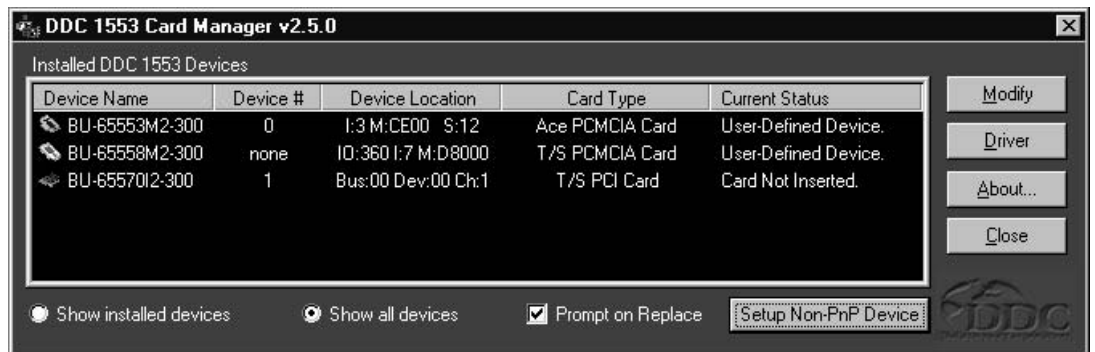 DDC 1553 Card Manager v2.5.0
Installed DDC 1553 Devices
Device Name Device # Device Location Card Type Current Status
BU-65553M2-300 0 I:3 M:CE00 S:12 Ace PCMCIA Card User-Defined Device.
BU-65558M2-300 none IO:360 I:7 M:D8000 T/S PCMCIA Card User-Defined Device.
BU-65570I2-300 1 Bus:00 Dev:00 Ch:1 T/S PCI Card Card Not Inserted.
Modify
Driver
About...
Close
Show installed devices Show all devices Prompt on Replace Setup Non-PnP Device
DDC